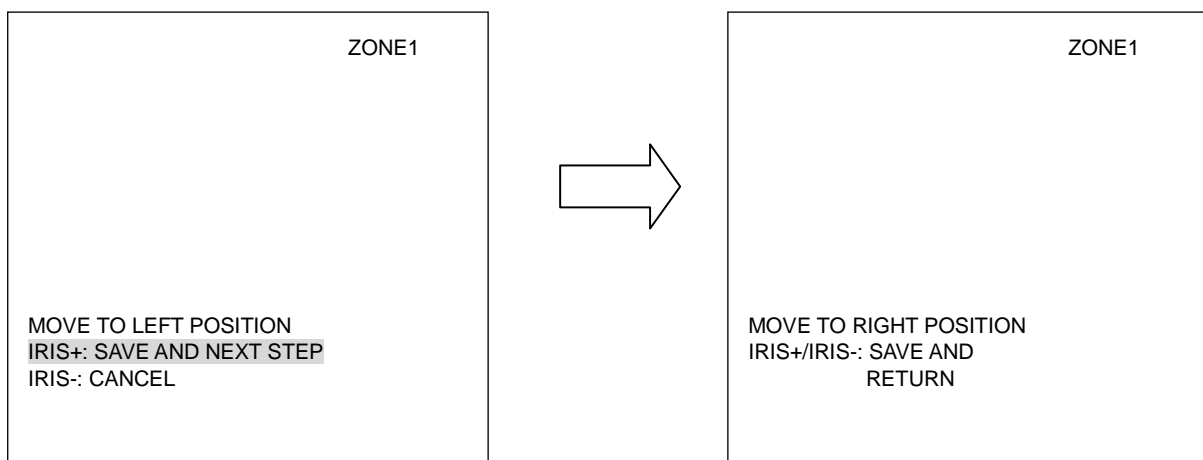 ZONE1
MOVE TO LEFT POSITION
IRIS+: SAVE AND NEXT STEP
IRIS-: CANCEL
ZONE1
MOVE TO RIGHT POSITION
IRIS+/IRIS-: SAVE AND
RETURN